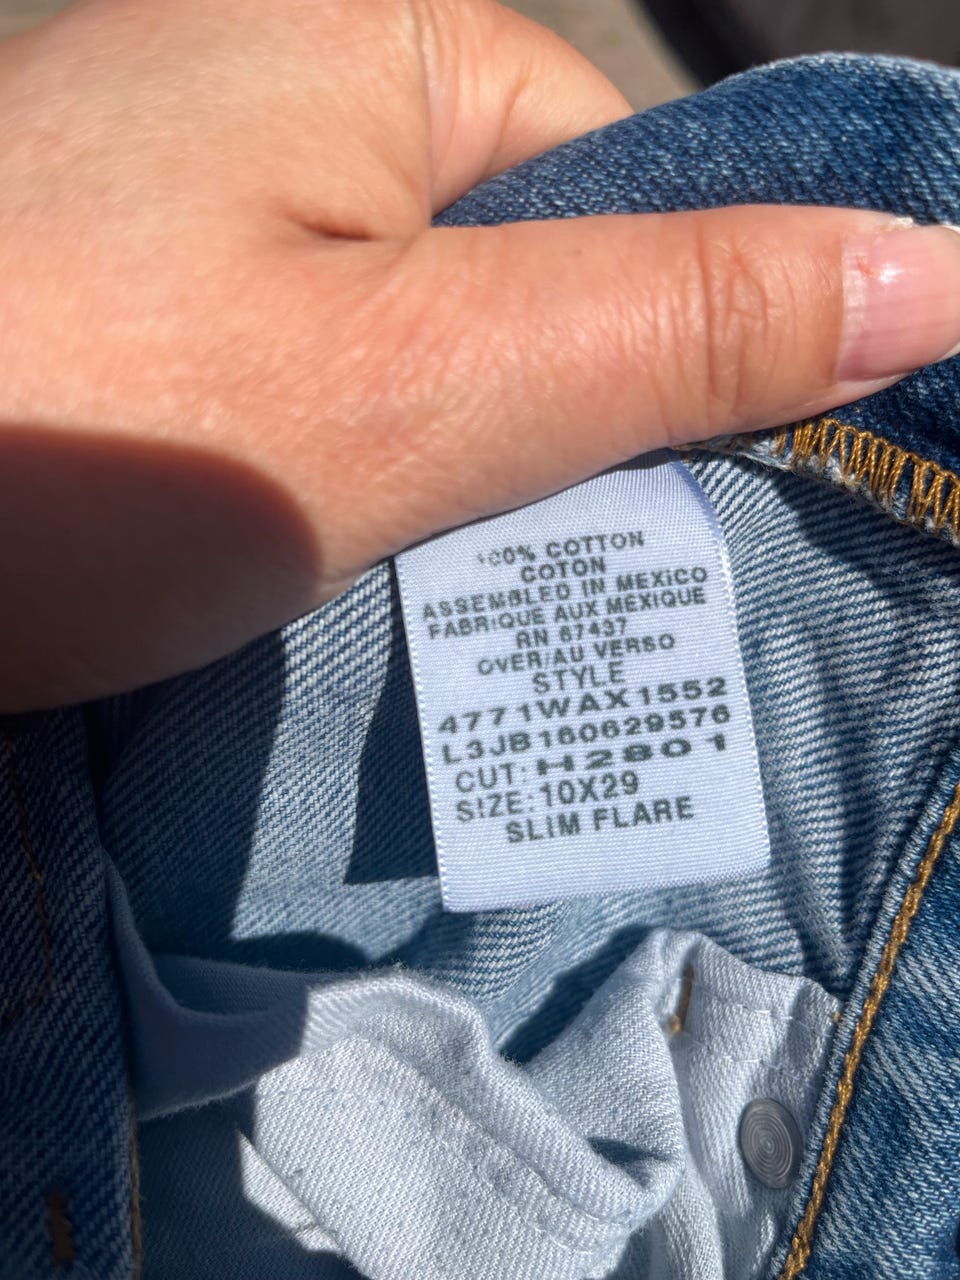 100% COTTON
COTON
ASSEMBLED IN MEXICO
FABRIQUE AUX MEXIQUE
RN 67437
OVER/AU VERSO
STYLE
4771WAX1552
L3JB160629576
CUT: H2801
SIZE: 10X29
SLIM FLARE